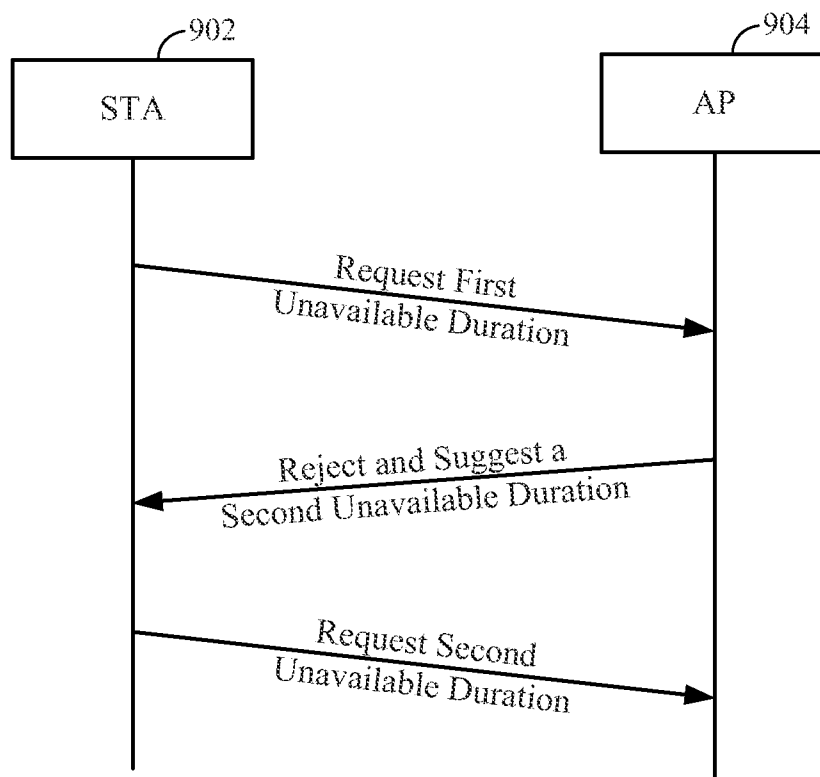 902
904
STA
AP
Request First
Unavailable Duration
Reject and Suggest a
Second Unavailable Duration
Request Second
Unavailable Duration